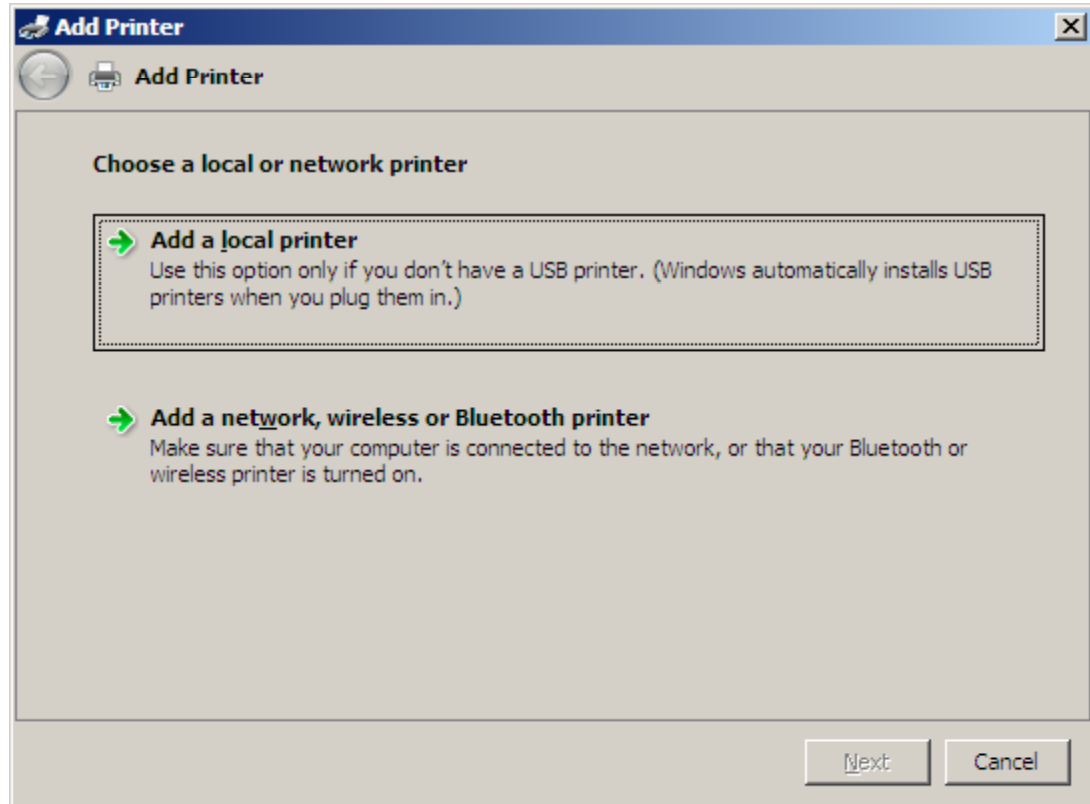 Add Printer
Add Printer
Choose a local or network printer
Add a local printer
Use this option only if you don't have a USB printer. (Windows automatically installs USB
printers when you plug them in.)
Add a network, wireless or Bluetooth printer
Make sure that your computer is connected to the network, or that your Bluetooth or
wireless printer is turned on.
Next
Cancel